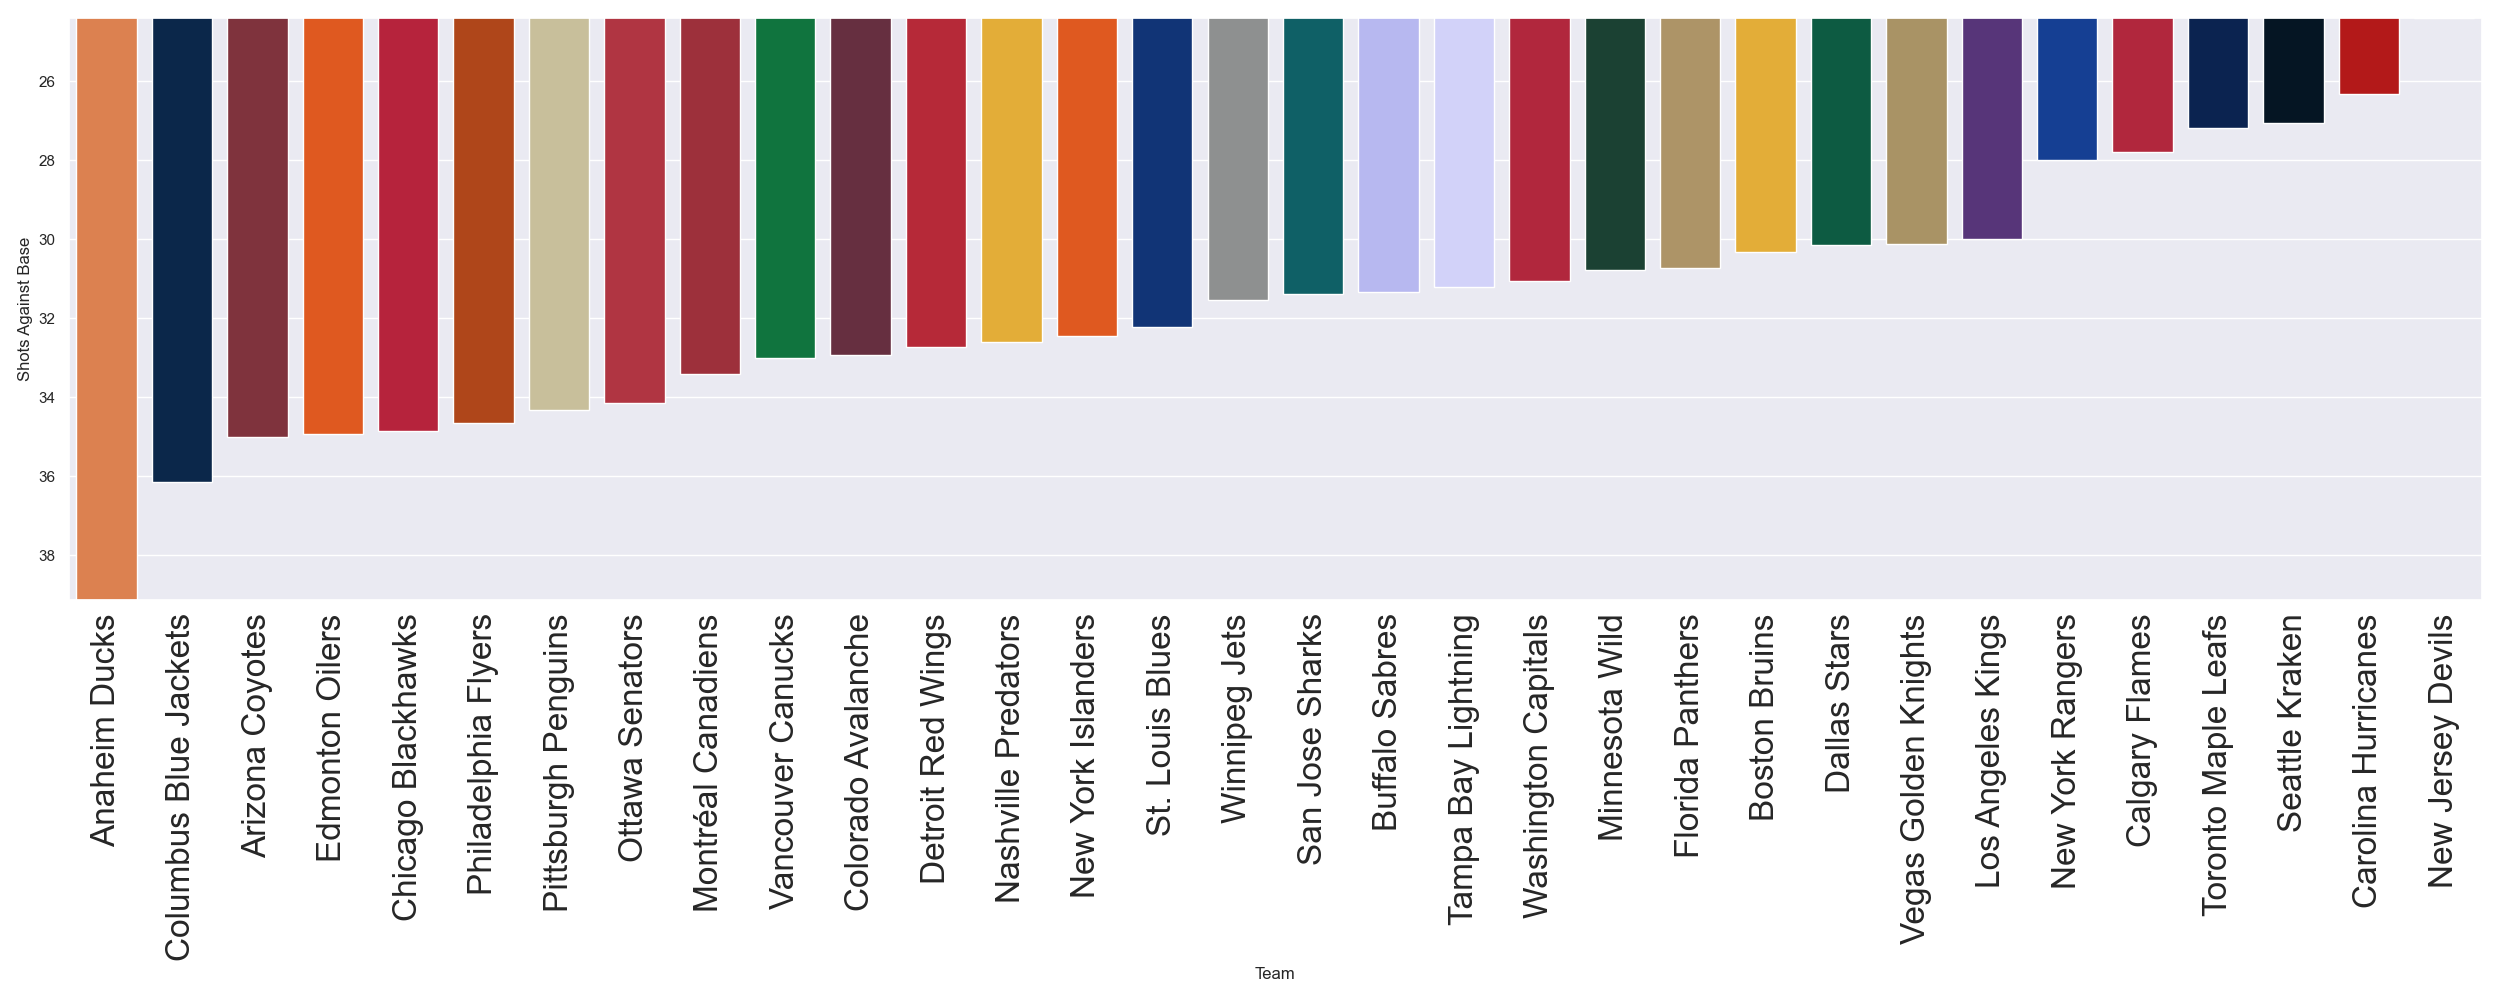 26
28
30
32
34
36
38
Shots Against Base
Anaheim Ducks
Columbus Blue Jackets
Arizona Coyotes
Edmonton Oilers
Chicago Blackhawks
Philadelphia Flyers
Pittsburgh Penguins
Ottawa Senators
Montréal Canadiens
Vancouver Canucks
Colorado Avalanche
Detroit Red Wings
Nashville Predators
New York Islanders
St. Louis Blues
Winnipeg Jets
San Jose Sharks
Buffalo Sabres
Tampa Bay Lightning
Washington Capitals
Minnesota Wild
Florida Panthers
Boston Bruins
Dallas Stars
Vegas Golden Knights
Los Angeles Kings
New York Rangers
Calgary Flames
Toronto Maple Leafs
Seattle Kraken
Carolina Hurricanes
New Jersey Devils
Team